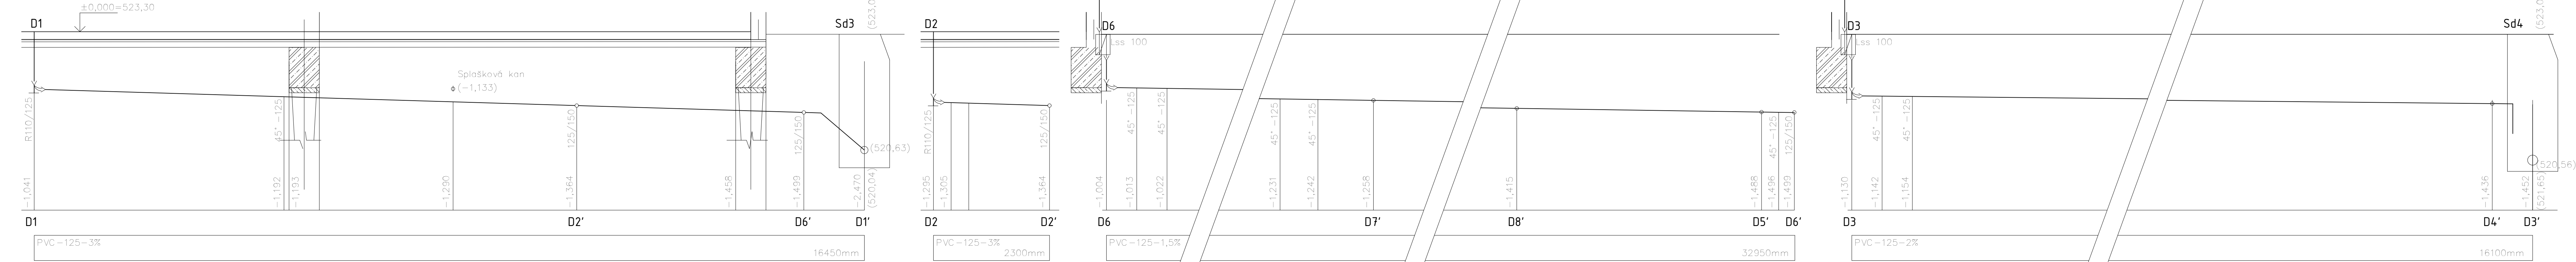 ±0,000=523,30
D1
Sd3
(523,0
Splašková kan
(-1,133)
R110/125
45° -125
125/150
125/150
(520,63)
-1,041
-1,192
-1,193
-1,290
-1,364
-1,458
-1,499
-2,470
(520,04)
D1
D2'
D6'
D1'
PVC-125-3%
16450mm
D2
R110/125
125/150
-1,295
-1,305
-1,364
D2
D2'
PVC-125-3%
2300mm
D6
Lss 100
45° -125
45° -125
45° -125
45° -125
45° -125
125/150
-1,004
-1,013
-1,022
-1,231
-1,242
-1,258
-1,415
-1,488
-1,496
-1,499
D6
D7'
D8'
D5'
D6'
PVC-125-1,5%
32950mm
D3
Lss 100
Sd4
(523,0
45° -125
45° -125
(520,56)
-1,130
-1,142
-1,154
-1,436
-1,452
(521,65)
D3
D4'
D3'
PVC-125-2%
16100mm